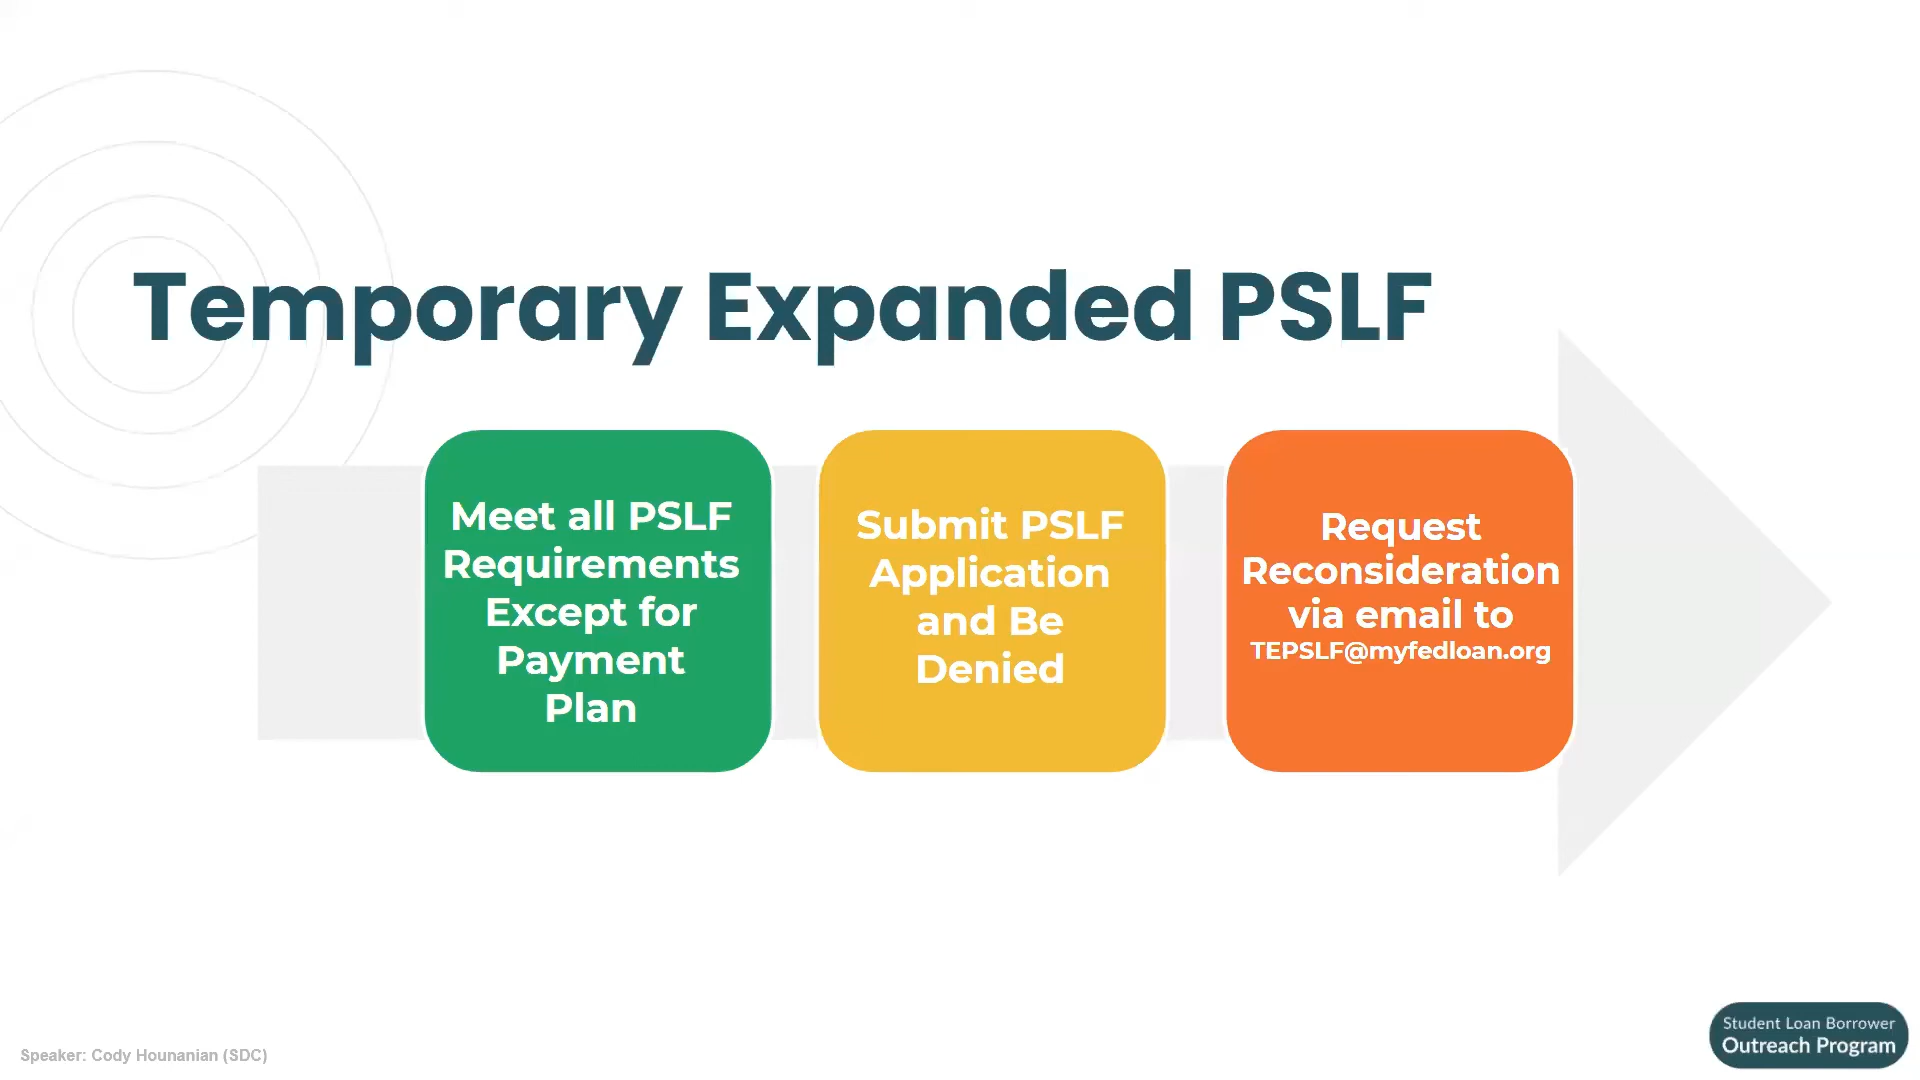 Temporary Expanded PSLF
Meet all PSLF
Requirements
Except for
Payment
Plan
Submit PSLF
Application
and Be
Denied
Request
Reconsideration
via email to
TEPSLF@myfedloan.org
Speaker: Cody Hounanian (SDC)
Student Loan Borrower
Outreach Program